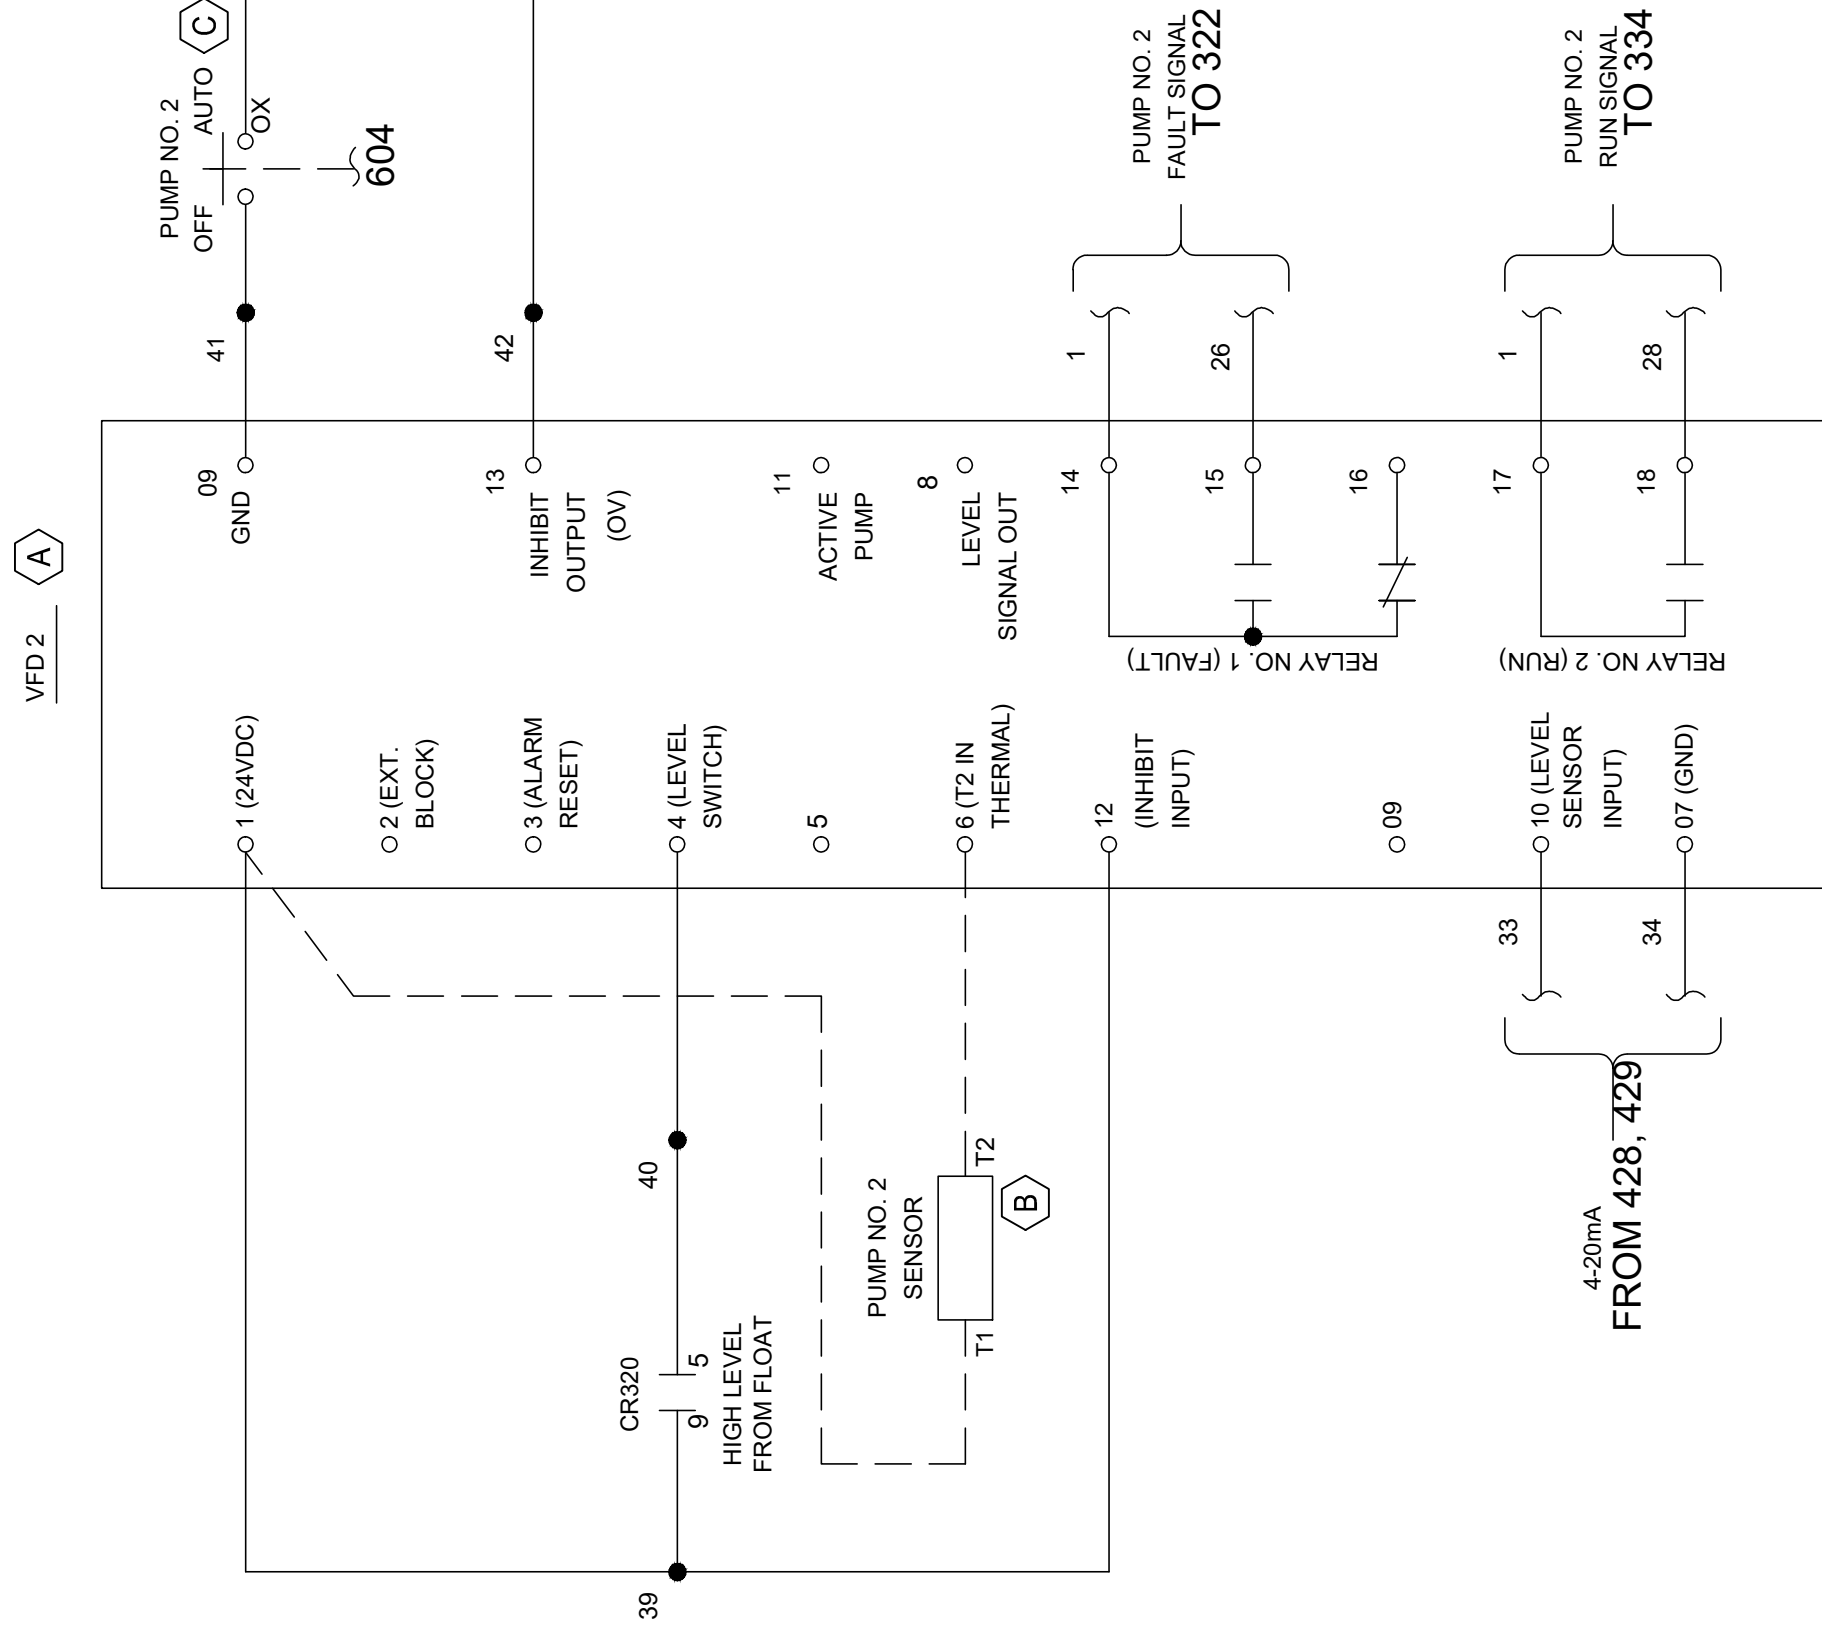 VFD 2
A
PUMP NO. 2
OFF
AUTO
C
OX
604
41
42
09
GND
13
INHIBIT
OUTPUT
(OV)
11
ACTIVE
PUMP
8
LEVEL
SIGNAL OUT
14
15
16
17
18
1
26
1
28
PUMP NO. 2
FAULT SIGNAL
TO 322
PUMP NO. 2
RUN SIGNAL
TO 334
RELAY NO. 1 (FAULT)
RELAY NO. 2 (RUN)
1 (24VDC)
2 (EXT.
BLOCK)
3 (ALARM
RESET)
4 (LEVEL
SWITCH)
5
6 (T2 IN
THERMAL)
12
(INHIBIT
INPUT)
09
10 (LEVEL
SENSOR
INPUT)
07 (GND)
33
34
4-20mA
FROM 428, 429
40
CR320
9
5
HIGH LEVEL
FROM FLOAT
39
PUMP NO. 2
SENSOR
T1
T2
B